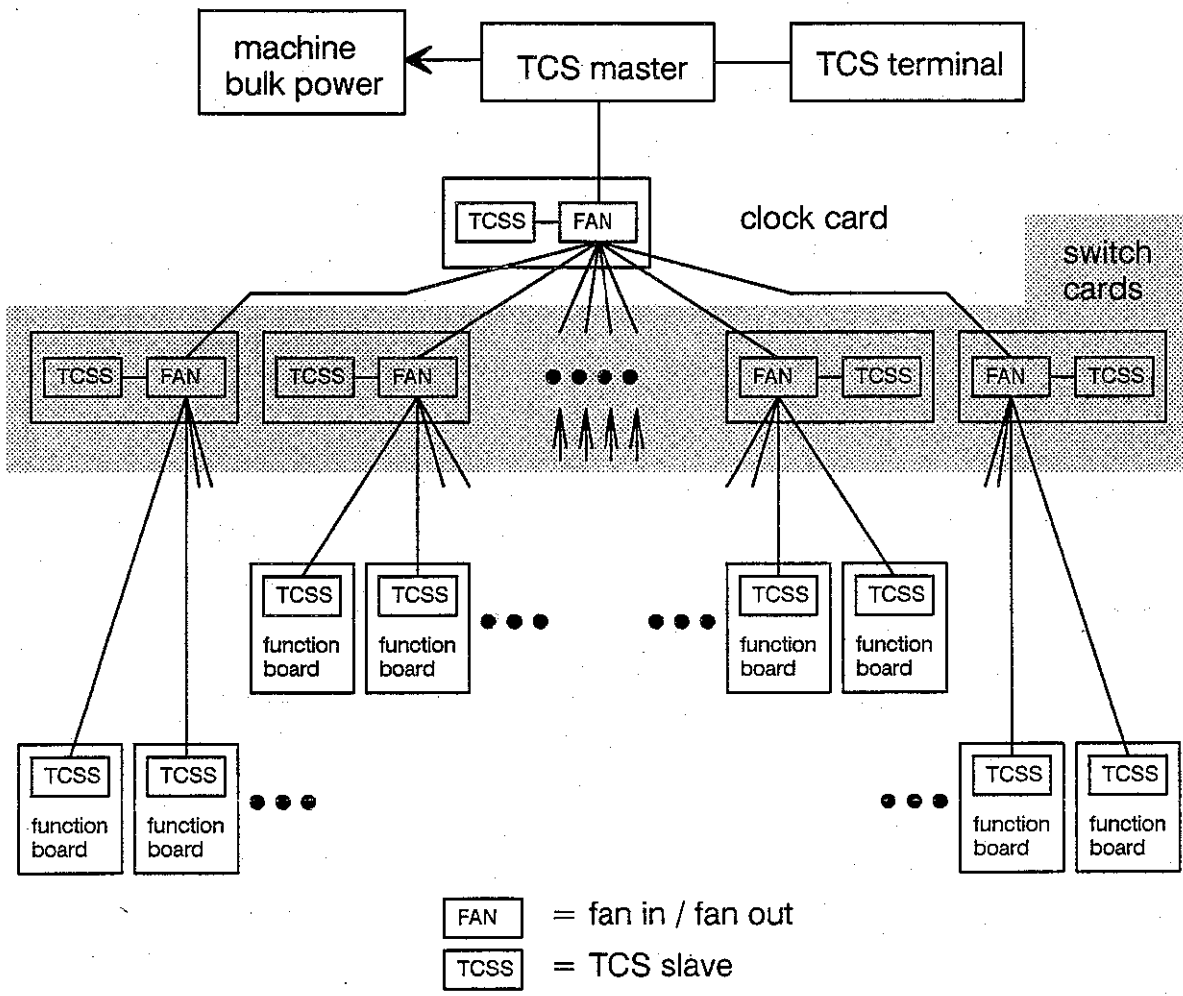 machine
bulk power
TCS master
TCS terminal
TCSS
FAN
clock card
switch
cards
TCSS
FAN
TCSS
FAN
FAN
TCSS
FAN
TCSS
TCSS
function
board
TCSS
function
board
TCSS
function
board
TCSS
function
board
TCSS
function
board
TCSS
function
board
TCSS
function
board
TCSS
function
board
FAN = fan in / fan out
TCSS = TCS slave